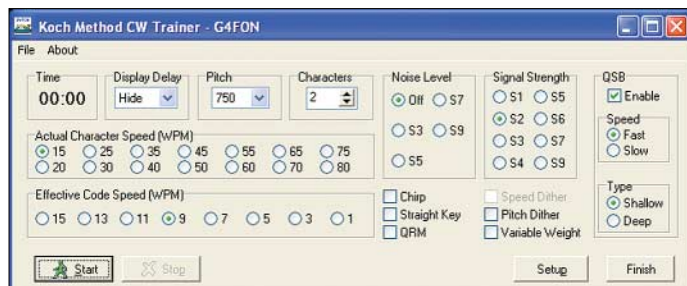 Koch Method CW Trainer - G4FON
File About
Time Display Delay Pitch Characters Noise Level Signal Strength QSB
00:00 Hide 750 2 Off S7 S1 S5 Enable
S3 S9 S2 S6 Speed
Actual Character Speed (WPM) Fast
15 25 35 45 55 65 75 S3 S7 Slow
20 30 40 50 60 70 80 S5 S4 S9
Effective Code Speed (WPM) Chirp Speed Dither Type
15 13 11 9 7 5 3 1 Straight Key Pitch Dither Shallow
QRM Variable Weight Deep
Start Stop Setup Finish